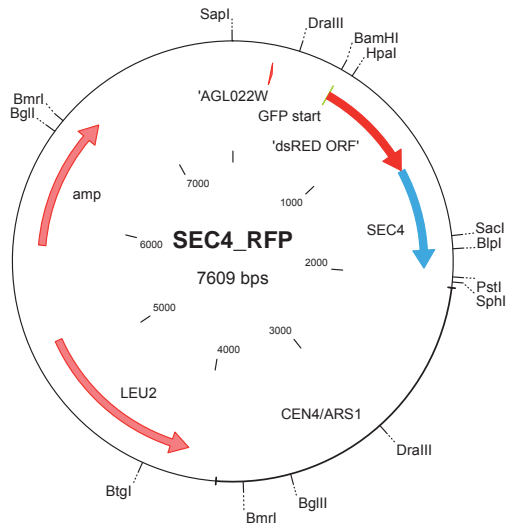 SapI
DraIII
BamHI
HpaI
'AGL022W
GFP start
'dsRED ORF'
BmrI
BglI
amp
7000
1000
SEC4
SacI
BlpI
PstI
SphI
6000
SEC4_RFP
7609 bps
2000
5000
3000
4000
LEU2
CEN4/ARS1
DraIII
BtgI
BmrI
BglII